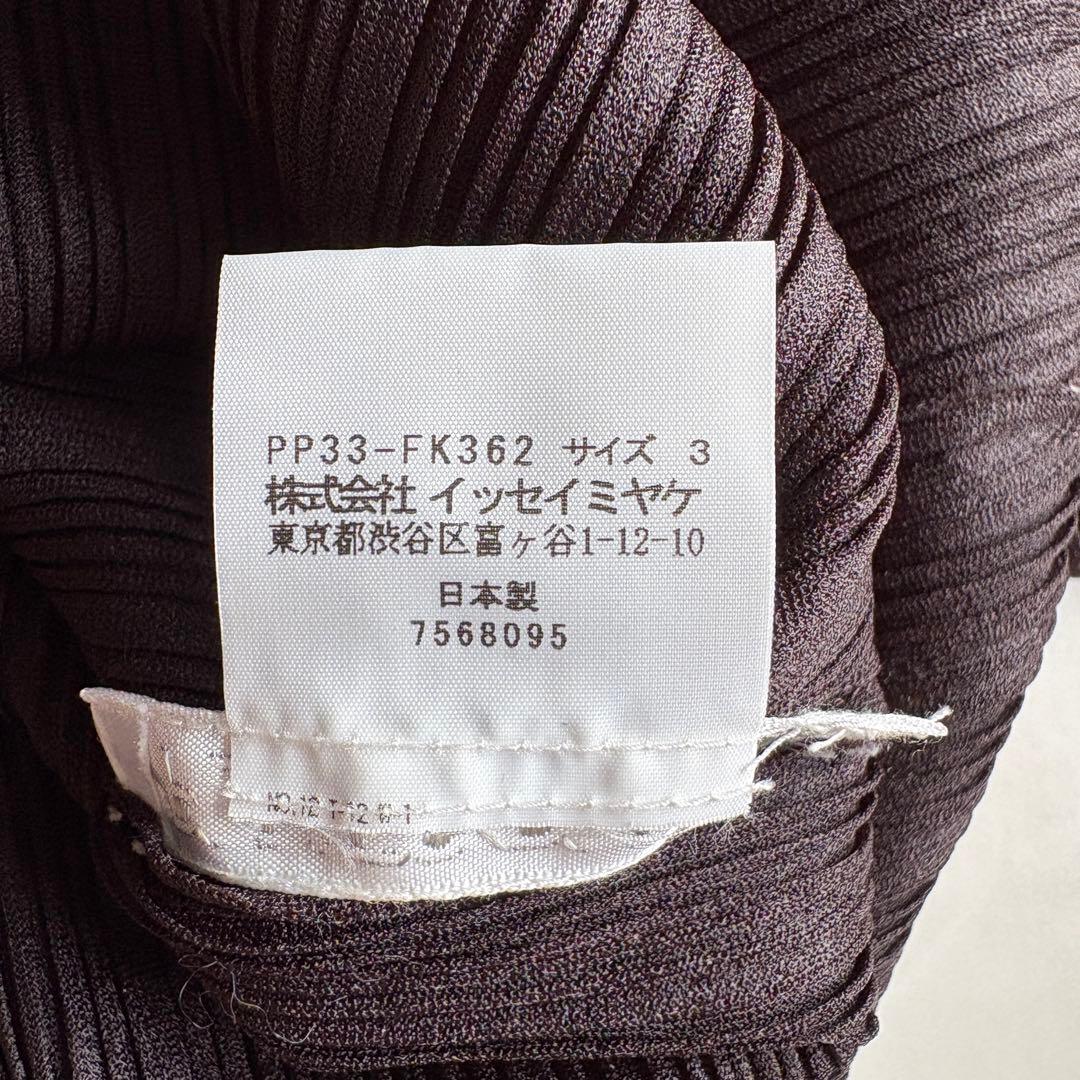 PP33-FK362 サイズ 3
株式会社 イッセイミヤケ
東京都渋谷区富ヶ谷1-12-10
日本製
7568095